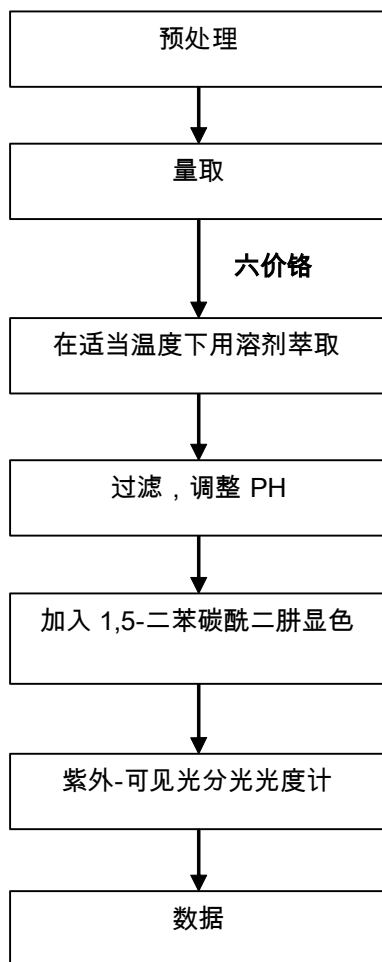 预处理
量取
六价铬
在适当温度下用溶剂萃取
过滤，调整 PH
加入 1,5-二苯碳酰二肼显色
紫外-可见光分光光度计
数据